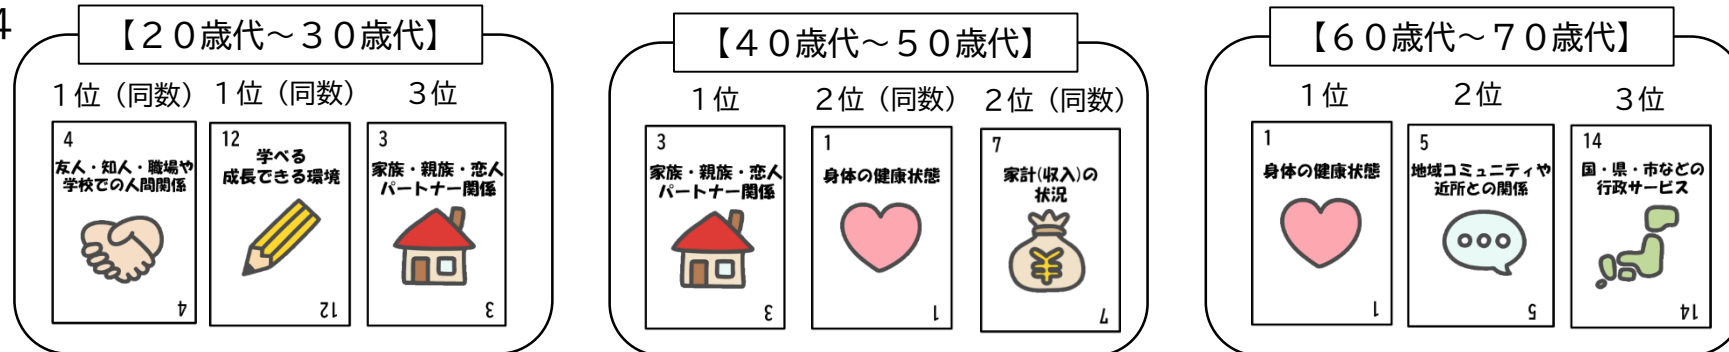 4
【２０歳代～３０歳代】
１位（同数）
１位（同数）
３位
4
友人・知人・職場や
学校での人間関係
4
12
学べる
成長できる環境
12
3
家族・親族・恋人
パートナー関係
3
【４０歳代～５０歳代】
１位
２位（同数）
２位（同数）
3
家族・親族・恋人
パートナー関係
3
1
身体の健康状態
1
7
家計(収入)の
状況
¥
7
【６０歳代～７０歳代】
１位
２位
３位
1
身体の健康状態
1
5
地域コミュニティや
近所との関係
5
14
国・県・市などの
行政サービス
14